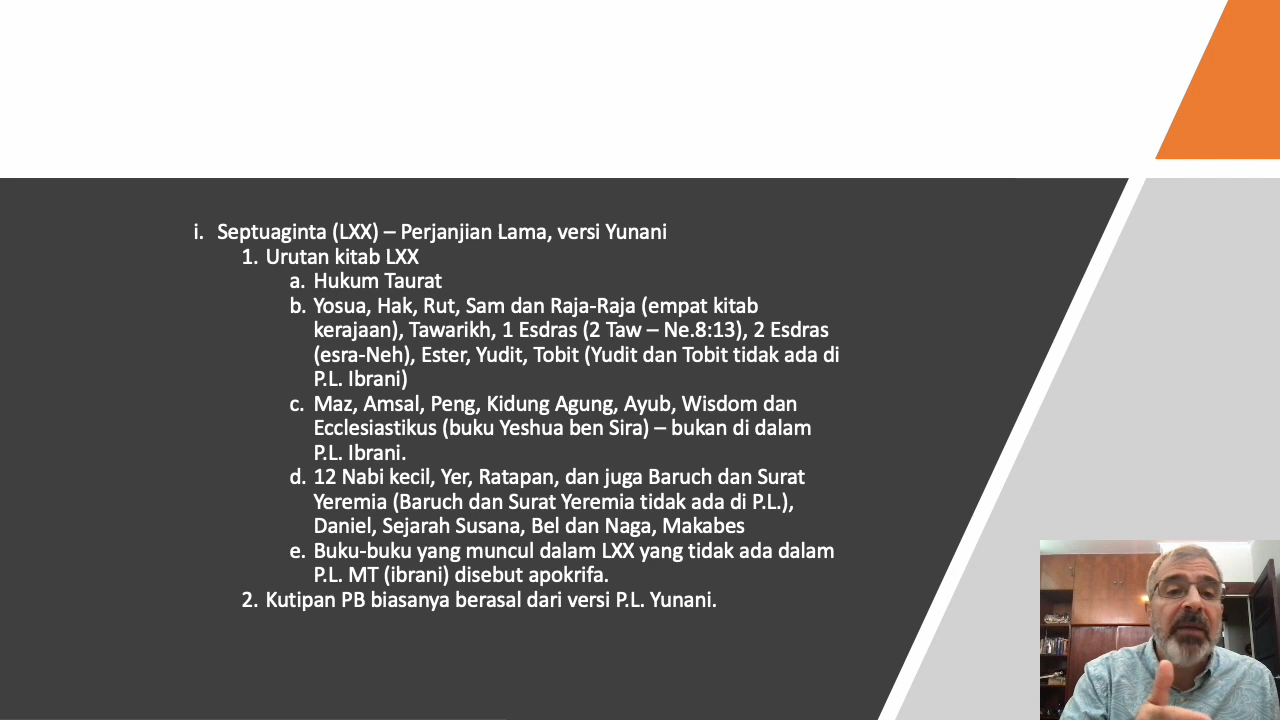 i. Septuaginta (LXX) – Perjanjian Lama, versi Yunani
1. Urutan kitab LXX
a. Hukum Taurat
b. Yosua, Hak, Rut, Sam dan Raja-Raja (empat kitab
kerajaan), Tawarikh, 1 Esdras (2 Taw – Ne.8:13), 2 Esdras
(esra-Neh), Ester, Yudit, Tobit (Yudit dan Tobit tidak ada di
P.L. Ibrani)
c. Maz, Amsal, Peng, Kidung Agung, Ayub, Wisdom dan
Ecclesiastikus (buku Yeshua ben Sira) – bukan di dalam
P.L. Ibrani.
d. 12 Nabi kecil, Yer, Ratapan, dan juga Baruch dan Surat
Yeremia (Baruch dan Surat Yeremia tidak ada di P.L.),
Daniel, Sejarah Susana, Bel dan Naga, Makabes
e. Buku-buku yang muncul dalam LXX yang tidak ada dalam
P.L. MT (ibrani) disebut apokrifa.
2. Kutipan PB biasanya berasal dari versi P.L. Yunani.